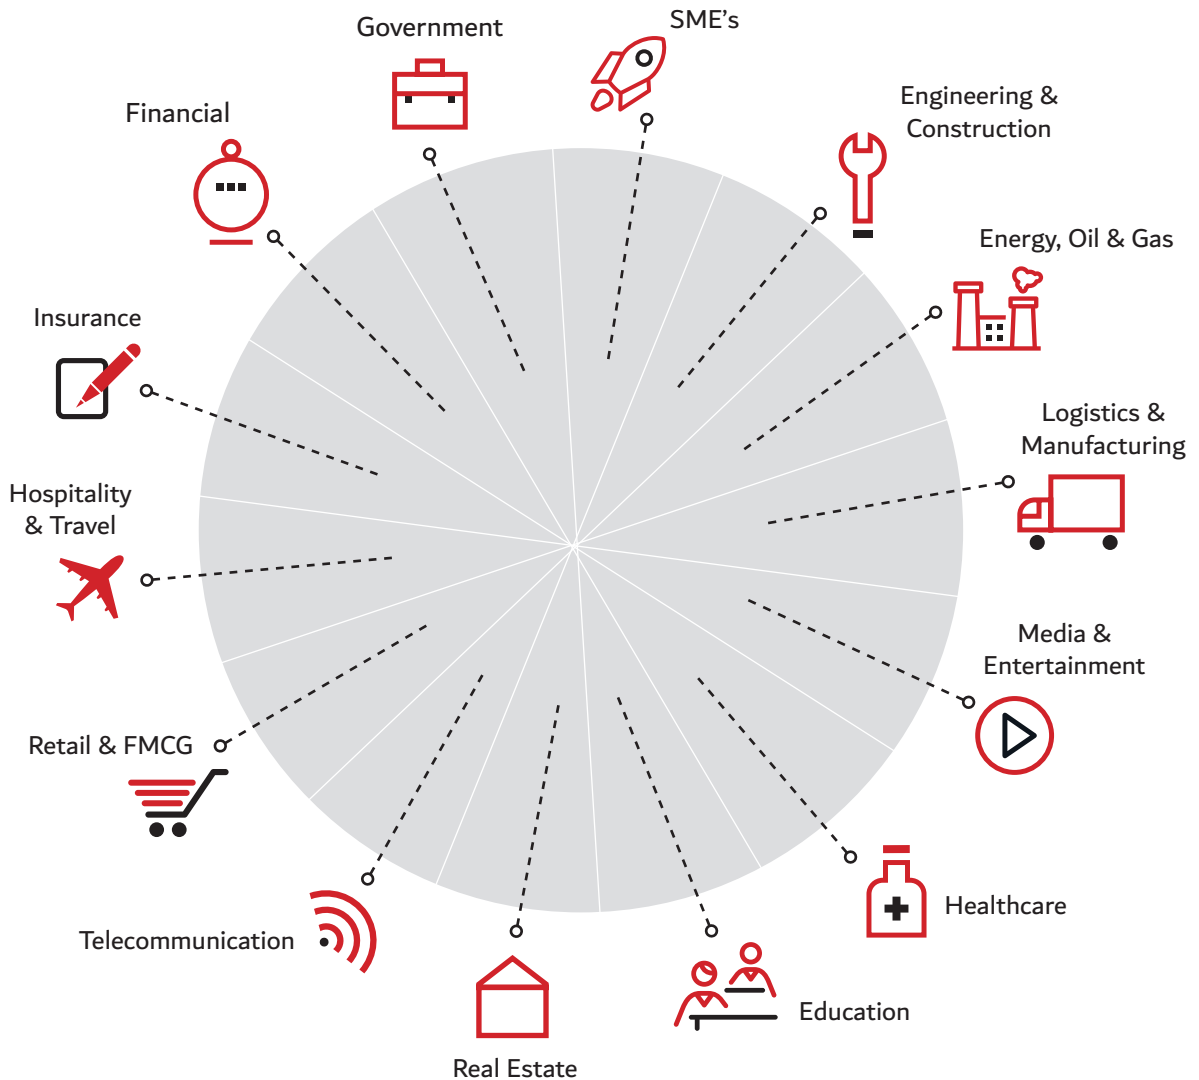 SME’s
Government
Engineering &
Construction
Financial
Energy, Oil & Gas
Insurance
Logistics &
Manufacturing
Hospitality
& Travel
Media &
Entertainment
Retail & FMCG
Healthcare
Telecommunication
Education
Real Estate